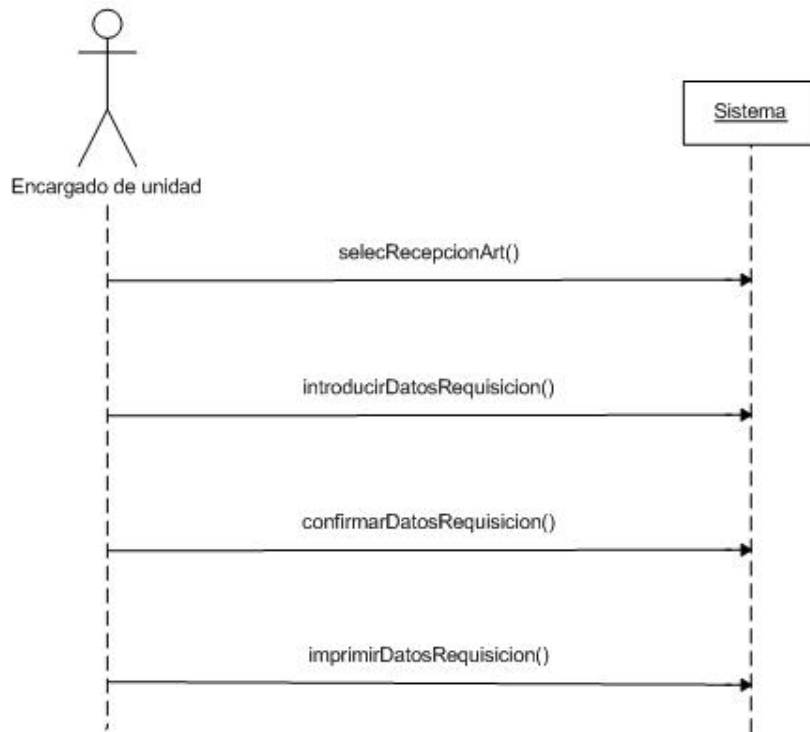 Sistema
Encargado de unidad
selecRecepcionArt()
introducirDatosRequisicion()
confirmarDatosRequisicion()
imprimirDatosRequisicion()